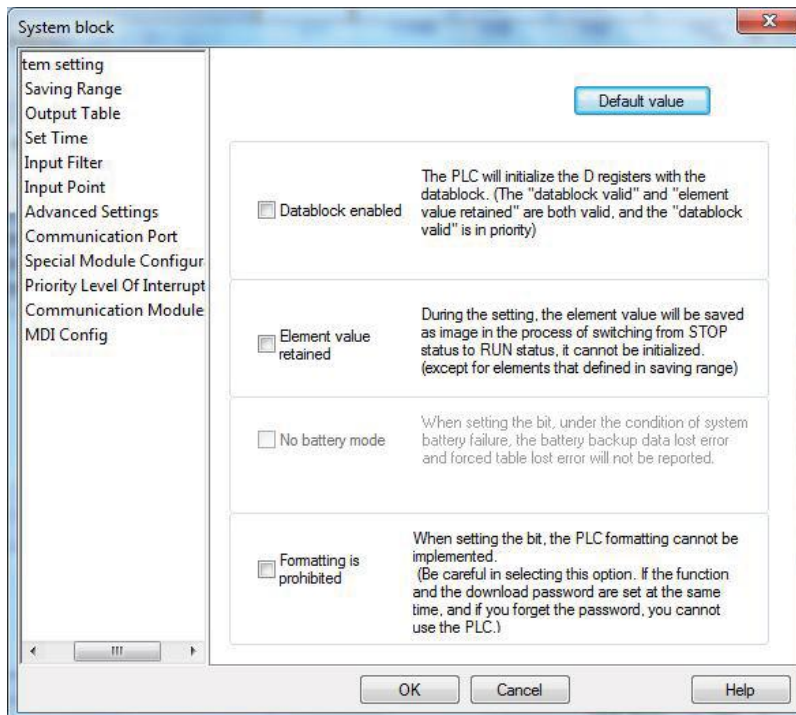 System block
tem setting
Saving Range
Output Table
Set Time
Input Filter
Input Point
Advanced Settings
Communication Port
Special Module Configur
Priority Level Of Interrupt
Communication Module
MDI Config
Default value
Datablock enabled
The PLC will initialize the D registers with the
datablock. (The "datablock valid" and "element
value retained" are both valid, and the "datablock
valid" is in priority)
Element value
retained
During the setting, the element value will be saved
as image in the process of switching from STOP
status to RUN status, it cannot be initialized.
(except for elements that defined in saving range)
No battery mode
When setting the bit, under the condition of system
battery failure, the battery backup data lost error
and forced table lost error will not be reported.
Formatting is
prohibited
When setting the bit, the PLC formatting cannot be
implemented.
(Be careful in selecting this option. If the function
and the download password are set at the same
time, and if you forget the password, you cannot
use the PLC.)
OK
Cancel
Help